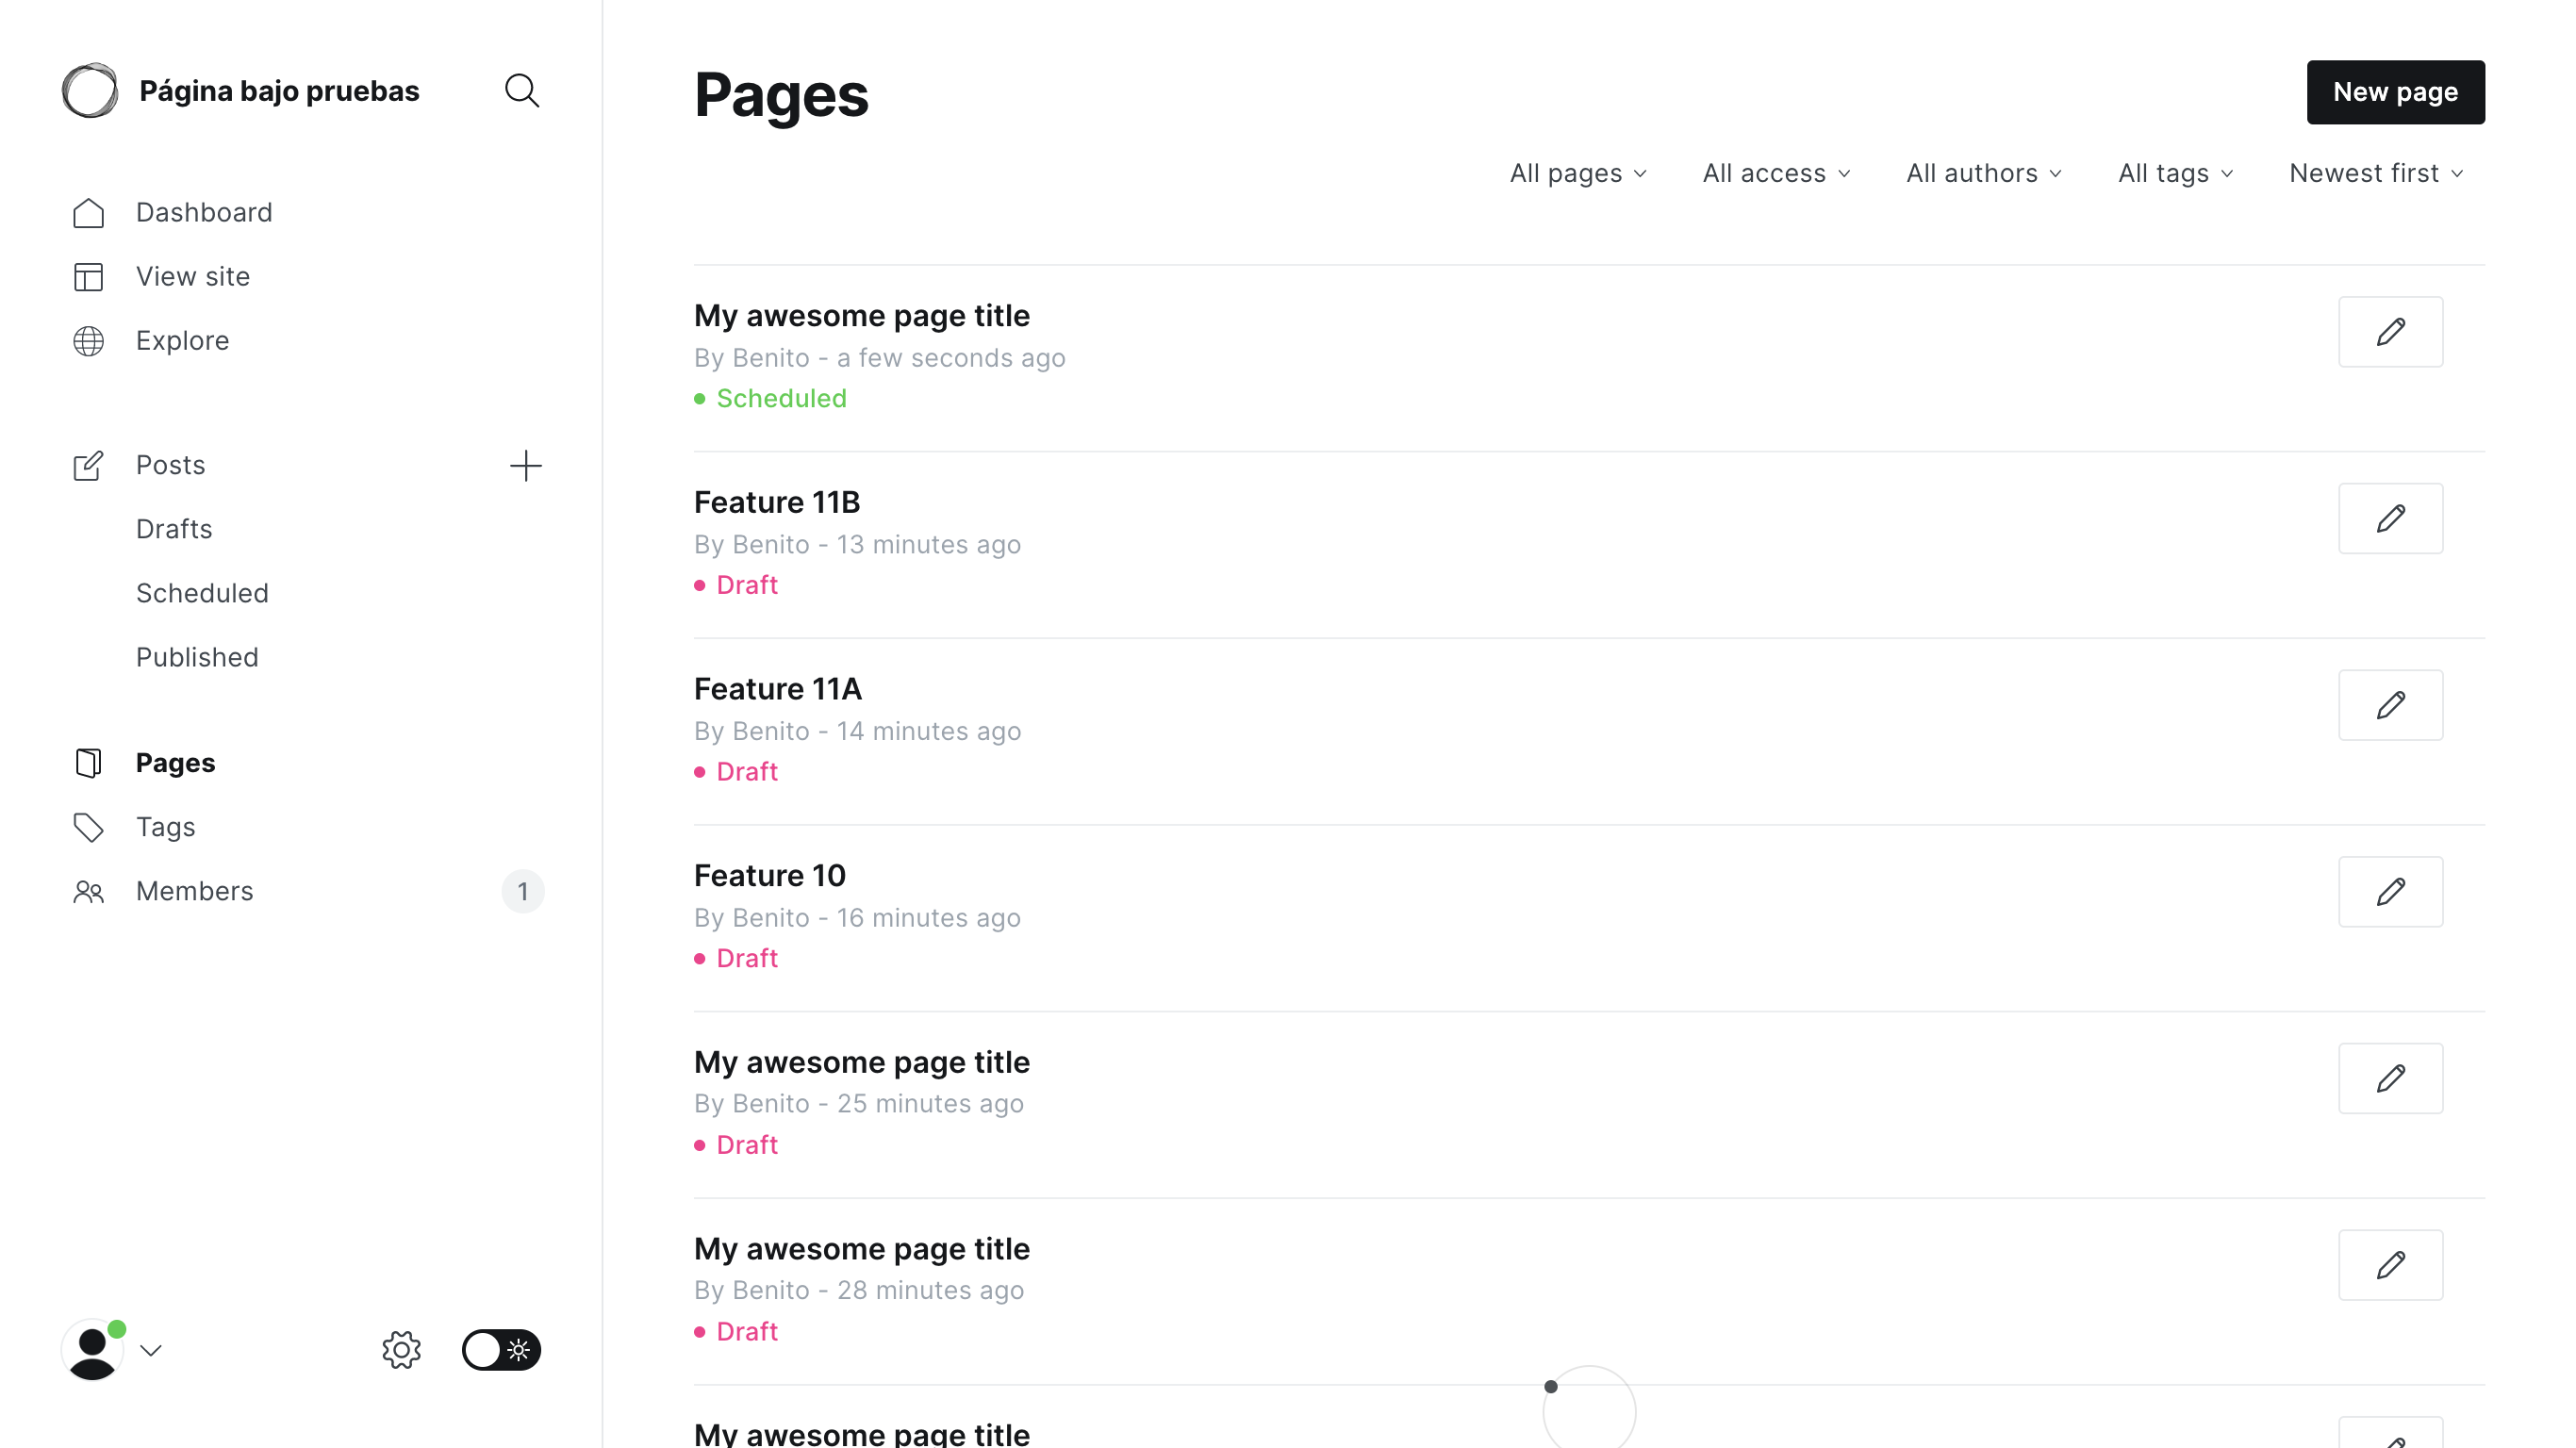 Página bajo pruebas
Dashboard
View site
Explore
Posts
Drafts
Scheduled
Published
Pages
Tags
Members
1
Pages
New page
All pages
All access
All authors
All tags
Newest first
My awesome page title
By Benito - a few seconds ago
Scheduled
Feature 11B
By Benito - 13 minutes ago
Draft
Feature 11A
By Benito - 14 minutes ago
Draft
Feature 10
By Benito - 16 minutes ago
Draft
My awesome page title
By Benito - 25 minutes ago
Draft
My awesome page title
By Benito - 28 minutes ago
Draft
My awesome page title